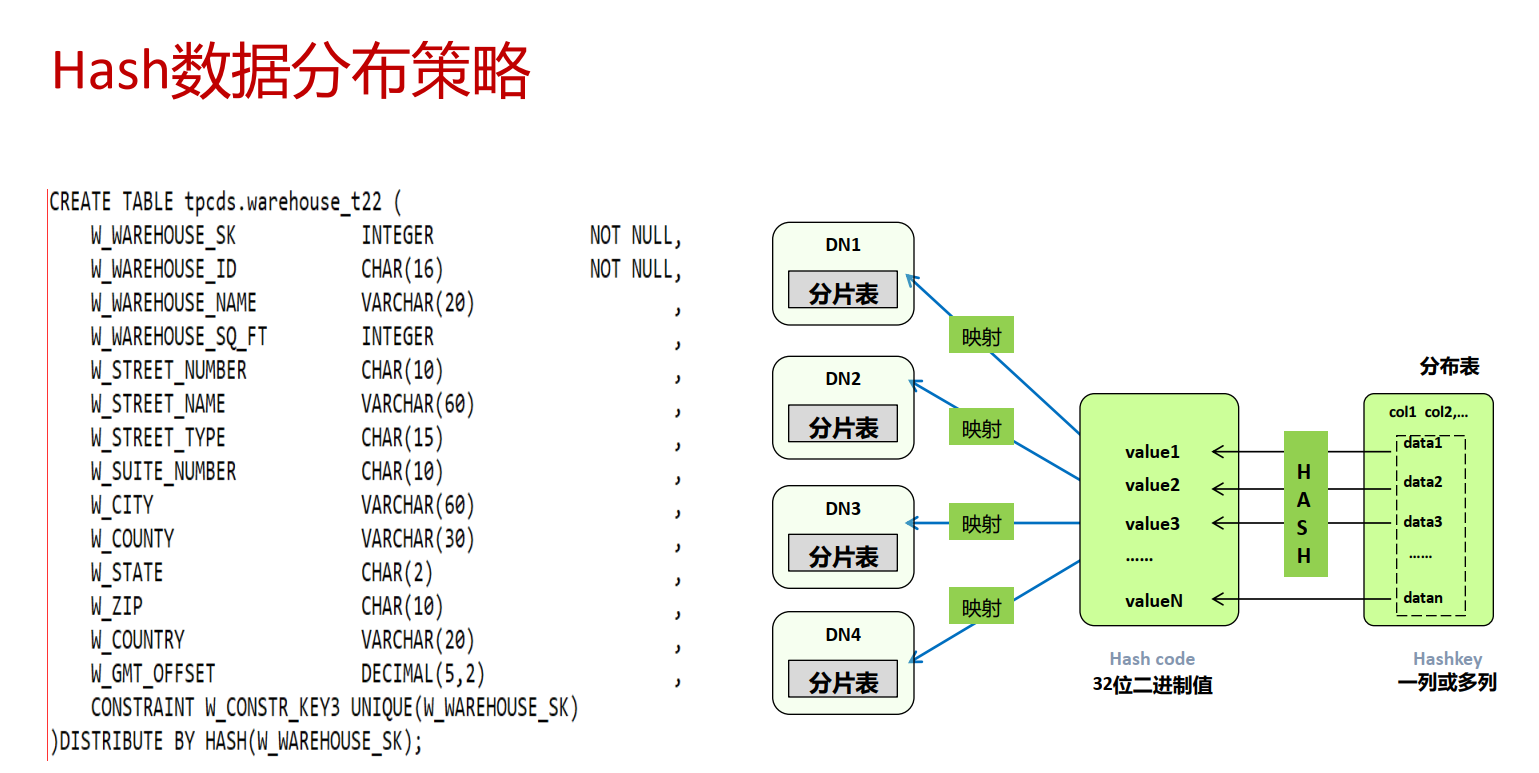 Hash数据分布策略
CREATE TABLE tpcds.warehouse_t22 (
W_WAREHOUSE_SK INTEGER NOT NULL,
W_WAREHOUSE_ID CHAR(16) NOT NULL,
W_WAREHOUSE_NAME VARCHAR(20) ,
W_WAREHOUSE_SQ_FT INTEGER ,
W_STREET_NUMBER CHAR(10) ,
W_STREET_NAME VARCHAR(60) ,
W_STREET_TYPE CHAR(15) ,
W_SUITE_NUMBER CHAR(10) ,
W_CITY VARCHAR(60) ,
W_COUNTY VARCHAR(30) ,
W_STATE CHAR(2) ,
W_ZIP CHAR(10) ,
W_COUNTRY VARCHAR(20) ,
W_GMT_OFFSET DECIMAL(5,2) ,
CONSTRAINT W_CONSTR_KEY3 UNIQUE(W_WAREHOUSE_SK)
)DISTRIBUTE BY HASH(W_WAREHOUSE_SK);
DN1
分片表
DN2
分片表
DN3
分片表
DN4
分片表
映射
映射
映射
映射
value1
value2
value3
......
valueN
Hash code
32位二进制值
HASH
分布表
col1 col2,...
data1
data2
data3
......
datan
Hashkey
一列或多列